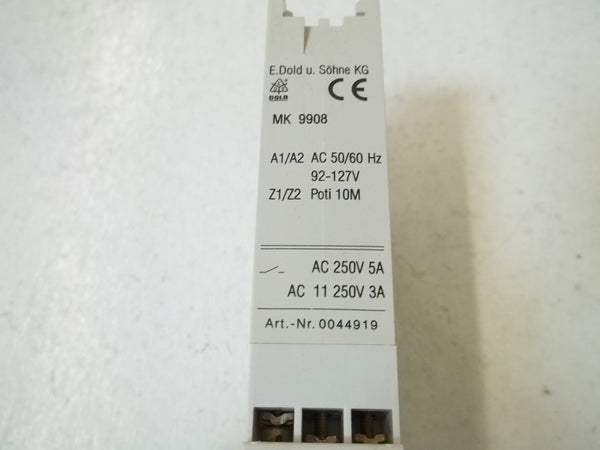 E.Dold u. Söhne KG
DOLD CE
MK 9908
A1/A2 AC 50/60 Hz
92-127V
Z1/Z2 Poti 10M
AC 250V 5A
AC 11 250V 3A
Art.-Nr. 0044919